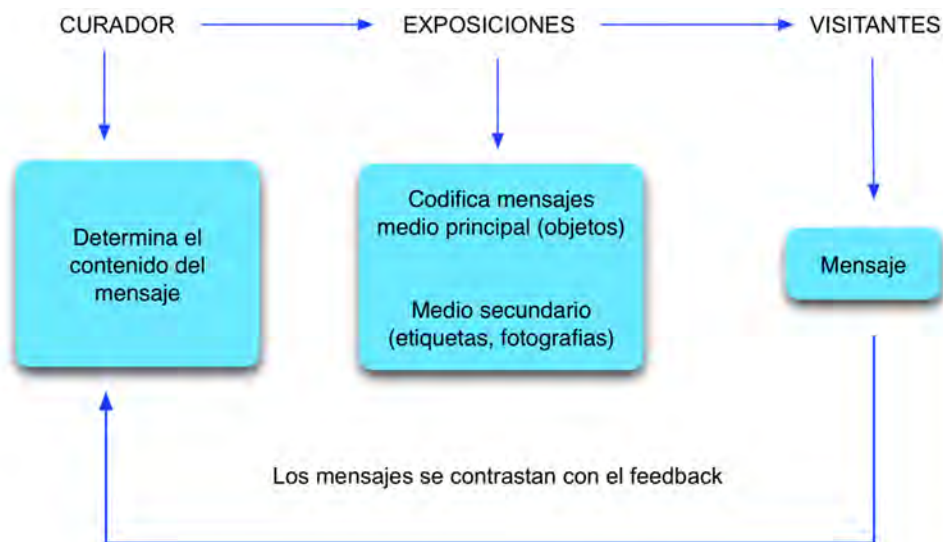 CURADOR
EXPOSICIONES
VISITANTES
Determina el
contenido del
mensaje
Codifica mensajes
medio principal (objetos)
Medio secundario
(etiquetas, fotografias)
Mensaje
Los mensajes se contrastan con el feedback